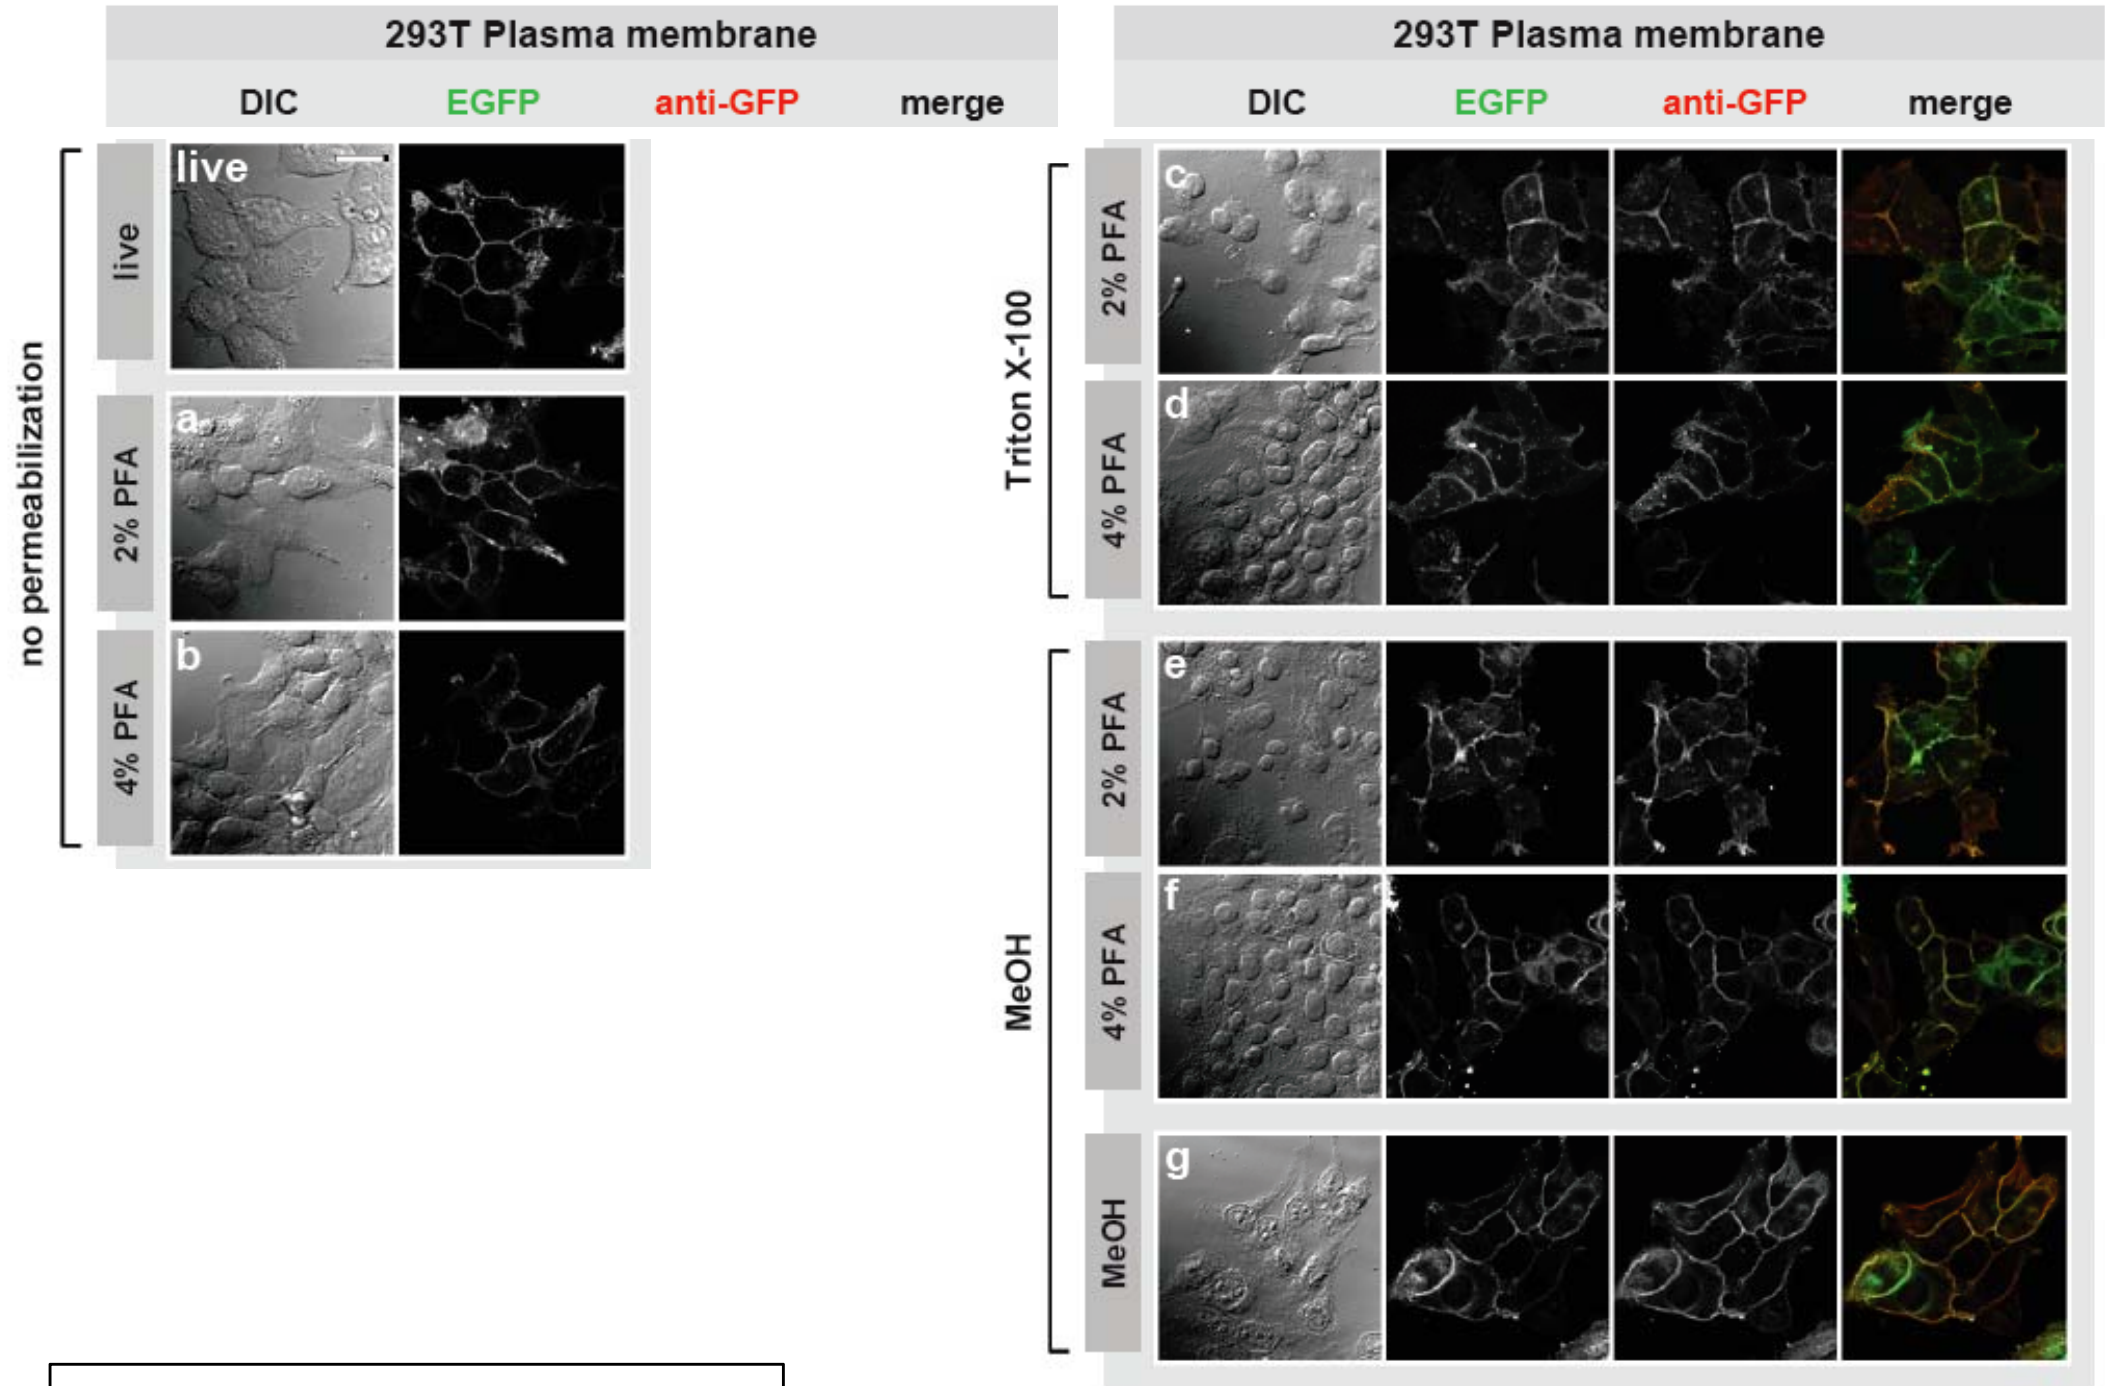 293T Plasma membrane
DIC EGFP anti-GFP merge
no permeabilization
live
live
2% PFA
a
4% PFA
b
293T Plasma membrane
DIC EGFP anti-GFP merge
Triton X-100
2% PFA
c
4% PFA
d
MeOH
2% PFA
e
4% PFA
f
MeOH
g